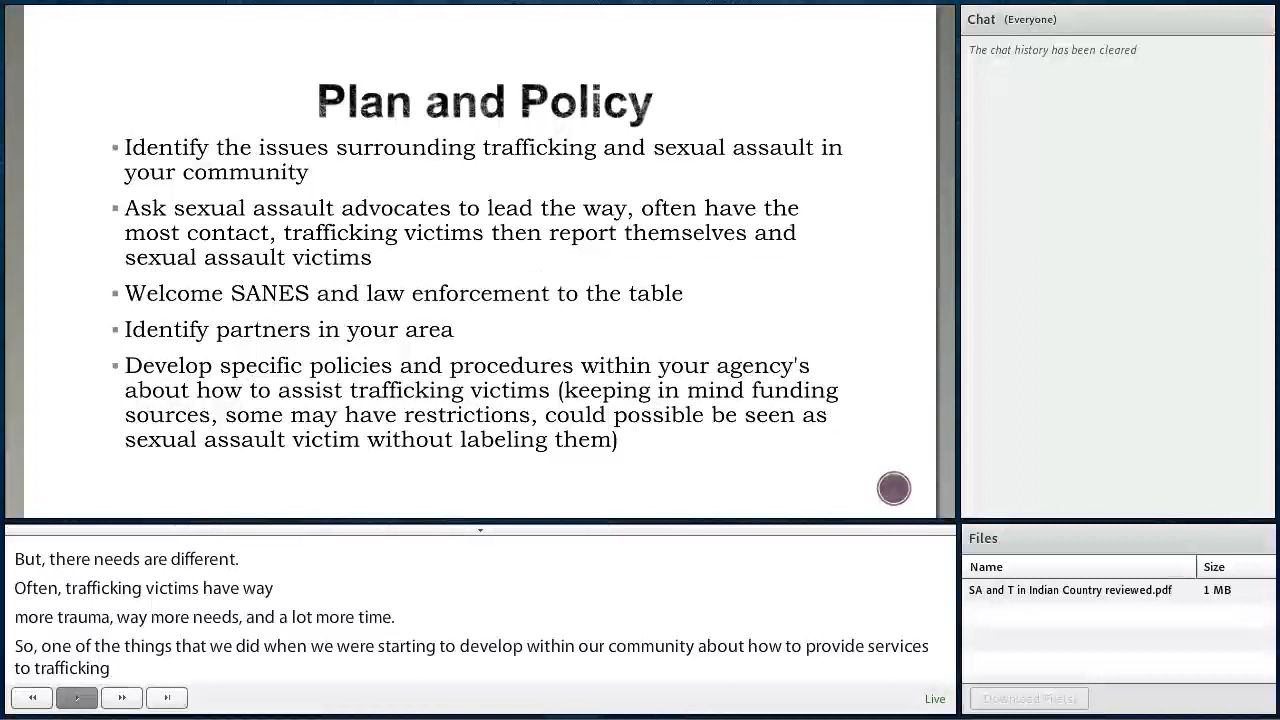 Plan and Policy
Identify the issues surrounding trafficking and sexual assault in
your community
Ask sexual assault advocates to lead the way, often have the
most contact, trafficking victims then report themselves and
sexual assault victims
Welcome SANES and law enforcement to the table
Identify partners in your area
Develop specific policies and procedures within your agency's
about how to assist trafficking victims (keeping in mind funding
sources, some may have restrictions, could possible be seen as
sexual assault victim without labeling them)
But, there needs are different.
Often, trafficking victims have way
more trauma, way more needs, and a lot more time.
So, one of the things that we did when we were starting to develop within our community about how to provide services
to trafficking
Live
Chat (Everyone)
The chat history has been cleared
Files
Name Size
SA and T in Indian Country reviewed.pdf 1 MB
Download File(s)